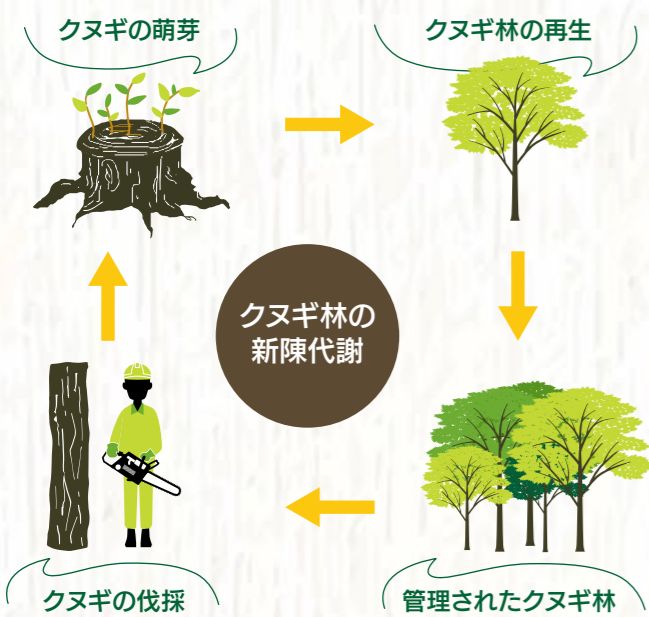 クヌギの萌芽
クヌギ林の再生
クヌギ林の
新陳代謝
クヌギの伐採
管理されたクヌギ林